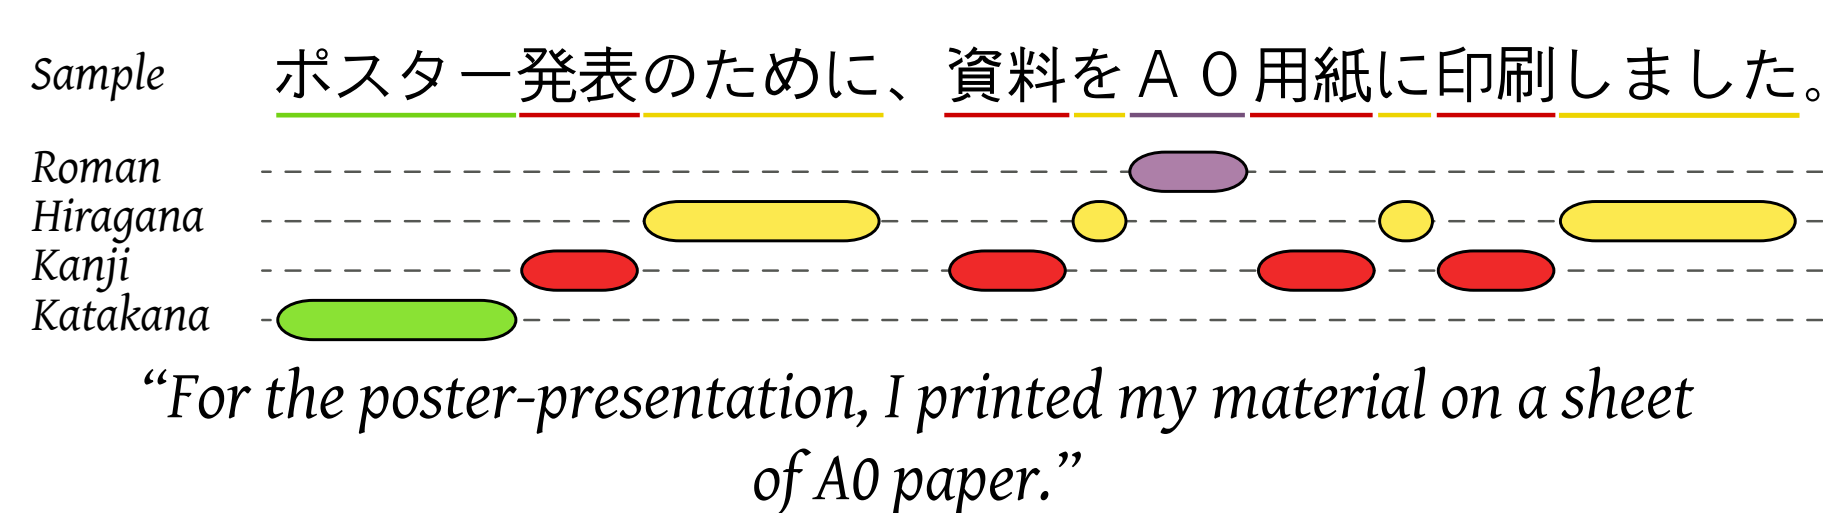 Sample ポスター発表のために、資料をＡ０用紙に印刷しました。
Roman
Hiragana
Kanji
Katakana
“For the poster-presentation, I printed my material on a sheet
of A0 paper.”